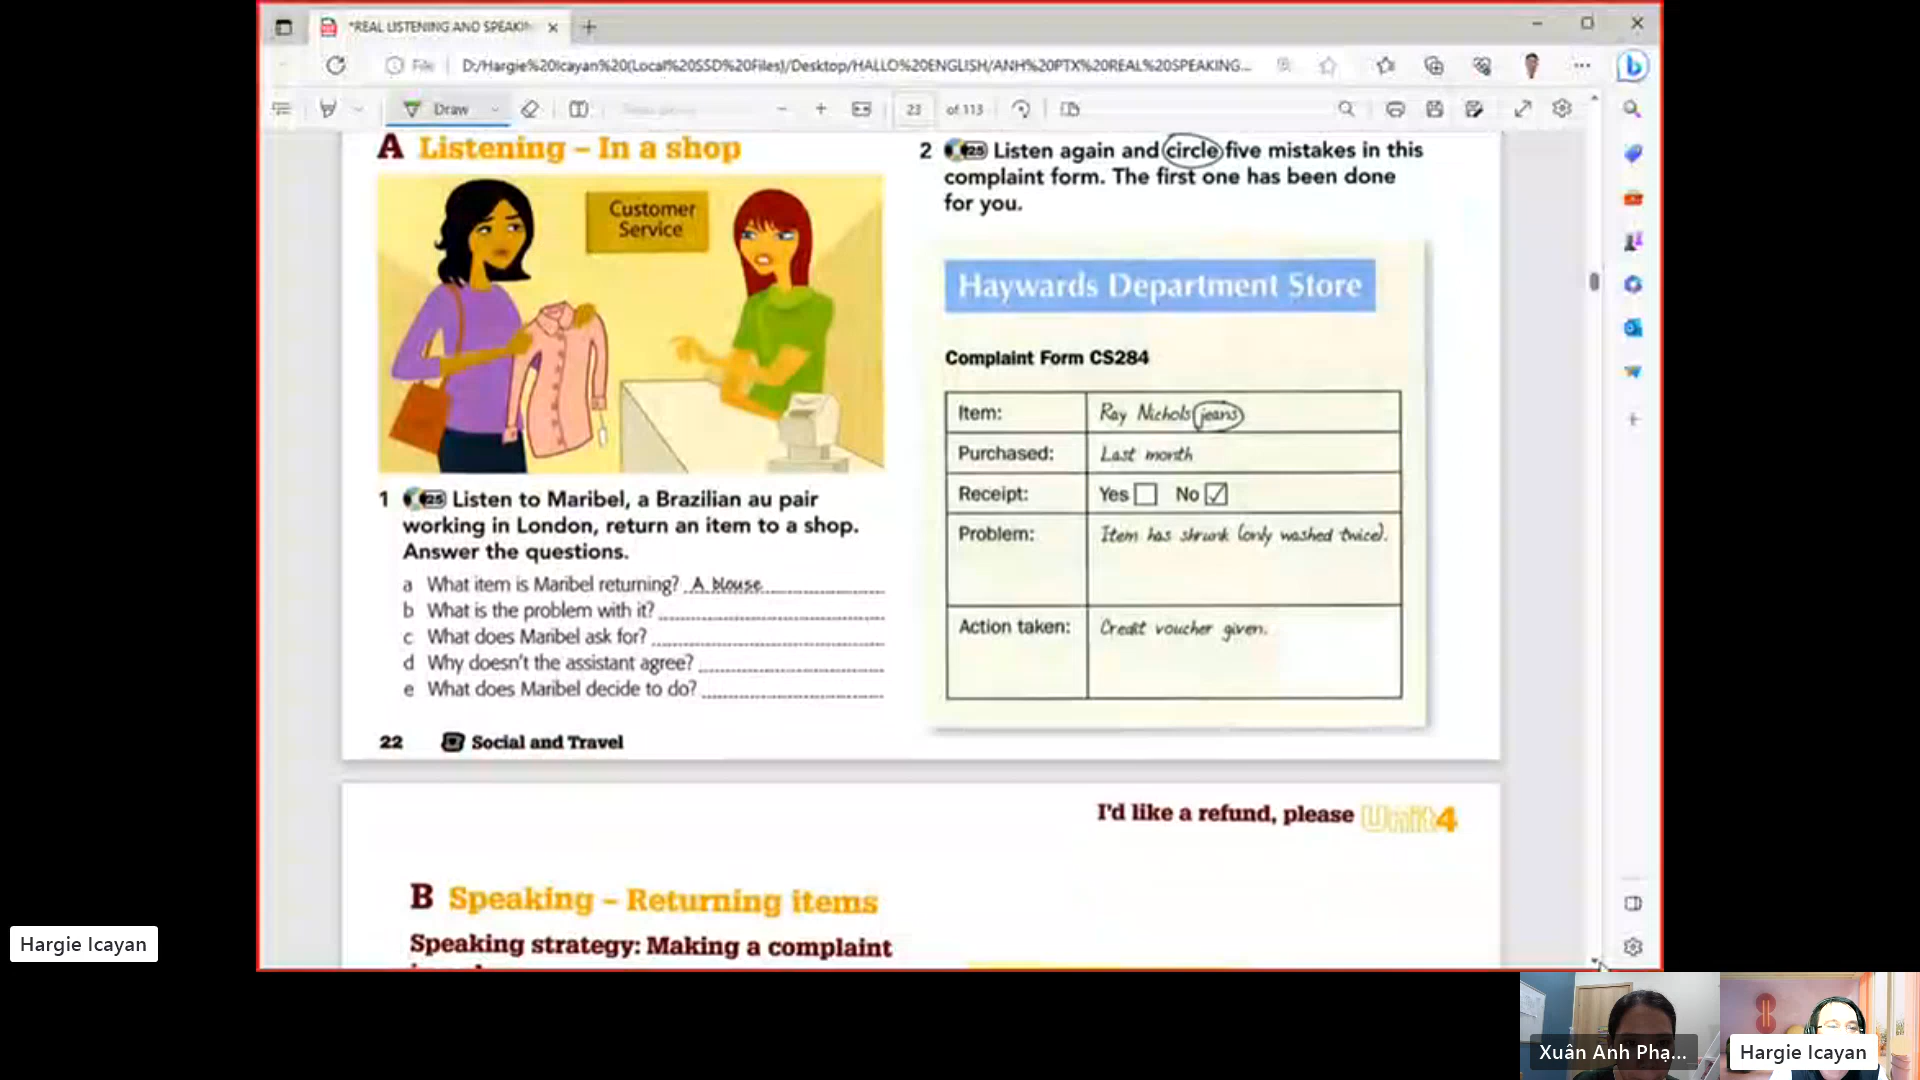 *REAL LISTENING AND SPEAKIN
File
D:/Hargie%20Icayan%20(Local%20SSD%20Files)/Desktop/HALLO%20ENGLISH/ANH%20PTX%20REAL%20SPEAKING...
Draw
23 of 113
A Listening – In a shop
Customer
Service
1 25 Listen to Maribel, a Brazilian au pair
working in London, return an item to a shop.
Answer the questions.
a What item is Maribel returning? A blouse
b What is the problem with it?
c What does Maribel ask for?
d Why doesn't the assistant agree?
e What does Maribel decide to do?
22 Social and Travel
2 25 Listen again and circle five mistakes in this
complaint form. The first one has been done
for you.
Haywards Department Store
Complaint Form CS284
Item: Ray Nichols jeans
Purchased: Last month
Receipt: Yes No
Problem: Item has shrunk (only washed twice).
Action taken: Credit voucher given.
I'd like a refund, please Unit 4
B Speaking – Returning items
Speaking strategy: Making a complaint
Hargie Icayan
Xuân Anh Phạ...
Hargie Icayan